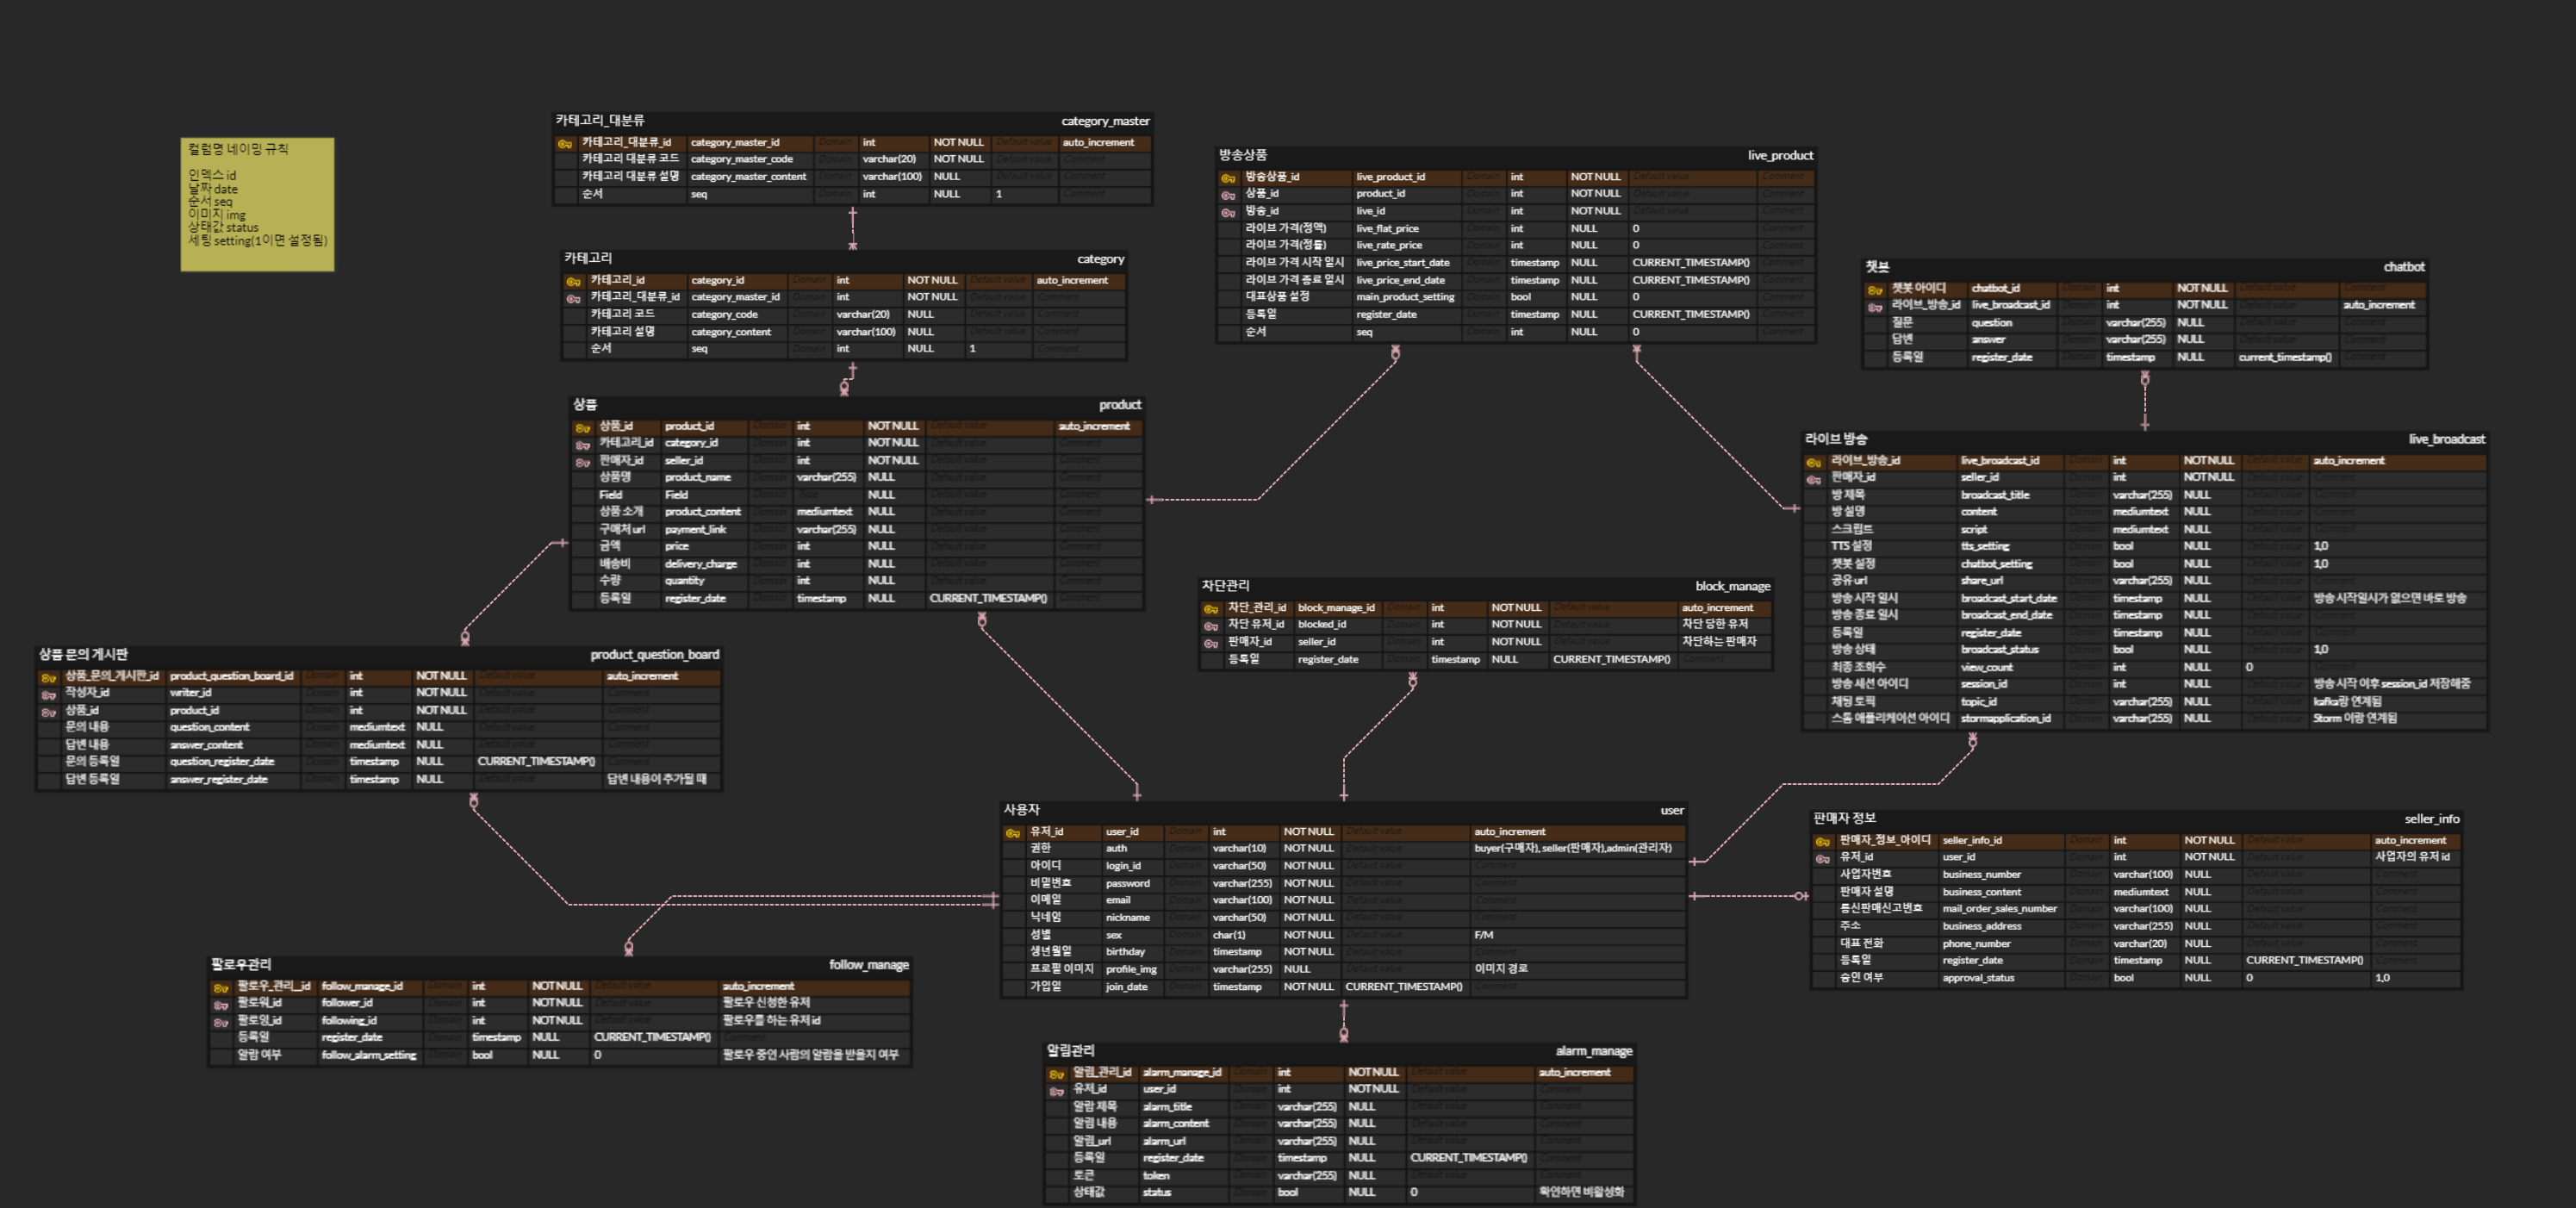 컬럼명 네이밍 규칙
인덱스 id
날짜 date
순서 seq
이미지 img
상태값 status
세팅 setting(1이면 설정됨)
카테고리_대분류 category_master
카테고리_대분류_id category_master_id Domain int NOT NULL Default value auto_increment
카테고리 대분류 코드 category_master_code Domain varchar(20) NOT NULL Default value Comment
카테고리 대분류 설명 category_master_content Domain varchar(100) NULL Default value Comment
순서 seq Domain int NULL 1 Comment
카테고리 category
카테고리_id category_id Domain int NOT NULL Default value auto_increment
카테고리_대분류_id category_master_id Domain int NOT NULL Default value Comment
카테고리 코드 category_code Domain varchar(20) NULL Default value Comment
카테고리 설명 category_content Domain varchar(100) NULL Default value Comment
순서 seq Domain int NULL 1 Comment
상품 product
상품_id product_id Domain int NOT NULL Default value auto_increment
카테고리_id category_id Domain int NOT NULL Default value Comment
판매자_id seller_id Domain int NOT NULL Default value Comment
상품명 product_name Domain varchar(255) NULL Default value Comment
Field Field Domain Type NULL Default value Comment
상품 소개 product_content Domain mediumtext NULL Default value Comment
구매처 url payment_link Domain varchar(255) NULL Default value Comment
금액 price Domain int NULL Default value Comment
배송비 delivery_charge Domain int NULL Default value Comment
수량 quantity Domain int NULL Default value Comment
등록일 register_date Domain timestamp NULL CURRENT_TIMESTAMP() Comment
방송상품 live_product
방송상품_id live_product_id Domain int NOT NULL Default value Comment
상품_id product_id Domain int NOT NULL Default value Comment
방송_id live_id Domain int NOT NULL Default value Comment
라이브 가격(정액) live_flat_price Domain int NULL 0 Comment
라이브 가격(정률) live_rate_price Domain int NULL 0 Comment
라이브 가격 시작 일시 live_price_start_date Domain timestamp NULL CURRENT_TIMESTAMP() Comment
라이브 가격 종료 일시 live_price_end_date Domain timestamp NULL CURRENT_TIMESTAMP() Comment
대표상품 설정 main_product_setting Domain bool NULL 0 Comment
등록일 register_date Domain timestamp NULL CURRENT_TIMESTAMP() Comment
순서 seq Domain int NULL 0 Comment
챗봇 chatbot
챗봇 아이디 chatbot_id Domain int NOT NULL Default value Comment
라이브_방송_id live_broadcast_id Domain int NOT NULL Default value auto_increment
질문 question Domain varchar(255) NULL Default value Comment
답변 answer Domain varchar(255) NULL Default value Comment
등록일 register_date Domain timestamp NULL current_timestamp() Comment
라이브 방송 live_broadcast
라이브_방송_id live_broadcast_id Domain int NOT NULL Default value auto_increment
판매자_id seller_id Domain int NOT NULL Default value Comment
방 제목 broadcast_title Domain varchar(255) NULL Default value Comment
방 설명 content Domain mediumtext NULL Default value Comment
스크립트 script Domain mediumtext NULL Default value Comment
TTS 설정 tts_setting Domain bool NULL Default value 1,0
챗봇 설정 chatbot_setting Domain bool NULL Default value 1,0
공유 url share_url Domain varchar(255) NULL Default value Comment
방송 시작 일시 broadcast_start_date Domain timestamp NULL Default value 방송 시작일시가 없으면 바로 방송
방송 종료 일시 broadcast_end_date Domain timestamp NULL Default value Comment
등록일 register_date Domain timestamp NULL Default value Comment
방송 상태 broadcast_status Domain bool NULL Default value 1,0
최종 조회수 view_count Domain int NULL 0 Comment
방송 세션 아이디 session_id Domain int NULL Default value 방송 시작 이후 session_id 저장해줌
채팅 토픽 topic_id Domain varchar(255) NULL Default value kafka랑 연계됨
스톰 애플리케이션 아이디 stormapplication_id Domain varchar(255) NULL Default value Storm 이랑 연계됨
차단관리 block_manage
차단_관리_id block_manage_id Domain int NOT NULL Default value auto_increment
차단 유저_id blocked_id Domain int NOT NULL Default value 차단 당한 유저
판매자_id seller_id Domain int NOT NULL Default value 차단하는 판매자
등록일 register_date Domain timestamp NULL CURRENT_TIMESTAMP() Comment
상품 문의 게시판 product_question_board
상품_문의_게시판_id product_question_board_id Domain int NOT NULL Default value auto_increment
작성자_id writer_id Domain int NOT NULL Default value Comment
상품_id product_id Domain int NOT NULL Default value Comment
문의 내용 question_content Domain mediumtext NULL Default value Comment
답변 내용 answer_content Domain mediumtext NULL Default value Comment
문의 등록일 question_register_date Domain timestamp NULL CURRENT_TIMESTAMP() Comment
답변 등록일 answer_register_date Domain timestamp NULL Default value 답변 내용이 추가될 때
사용자 user
유저_id user_id Domain int NOT NULL Default value auto_increment
권한 auth Domain varchar(10) NOT NULL Default value buyer(구매자), seller(판매자),admin(관리자)
아이디 login_id Domain varchar(50) NOT NULL Default value Comment
비밀번호 password Domain varchar(255) NOT NULL Default value Comment
이메일 email Domain varchar(100) NOT NULL Default value Comment
닉네임 nickname Domain varchar(50) NOT NULL Default value Comment
성별 sex Domain char(1) NOT NULL Default value F/M
생년월일 birthday Domain timestamp NOT NULL Default value Comment
프로필 이미지 profile_img Domain varchar(255) NULL Default value 이미지 경로
가입일 join_date Domain timestamp NOT NULL CURRENT_TIMESTAMP() Comment
판매자 정보 seller_info
판매자_정보_아이디 seller_info_id Domain int NOT NULL Default value auto_increment
유저_id user_id Domain int NOT NULL Default value 사업자의 유저 id
사업자번호 business_number Domain varchar(100) NULL Default value Comment
판매자 설명 business_content Domain mediumtext NULL Default value Comment
통신판매신고번호 mail_order_sales_number Domain varchar(100) NULL Default value Comment
주소 business_address Domain varchar(255) NULL Default value Comment
대표 전화 phone_number Domain varchar(20) NULL Default value Comment
등록일 register_date Domain timestamp NULL CURRENT_TIMESTAMP() Comment
승인 여부 approval_status Domain bool NULL 0 1,0
팔로우관리 follow_manage
팔로우_관리_id follow_manage_id Domain int NOT NULL Default value auto_increment
팔로워_id follower_id Domain int NOT NULL Default value 팔로우 신청한 유저
팔로잉_id following_id Domain int NOT NULL Default value 팔로우를 하는 유저 id
등록일 register_date Domain timestamp NULL CURRENT_TIMESTAMP() Comment
알람 여부 follow_alarm_setting Domain bool NULL 0 팔로우 중인 사람의 알람을 받을지 여부
알림관리 alarm_manage
알림_관리_id alarm_manage_id Domain int NOT NULL Default value auto_increment
유저_id user_id Domain int NOT NULL Default value Comment
알람 제목 alarm_title Domain varchar(255) NULL Default value Comment
알림 내용 alarm_content Domain varchar(255) NULL Default value Comment
알림_url alarm_url Domain varchar(255) NULL Default value Comment
등록일 register_date Domain timestamp NULL CURRENT_TIMESTAMP() Comment
토큰 token Domain varchar(255) NULL Default value Comment
상태값 status Domain bool NULL 0 확인하면 비활성화